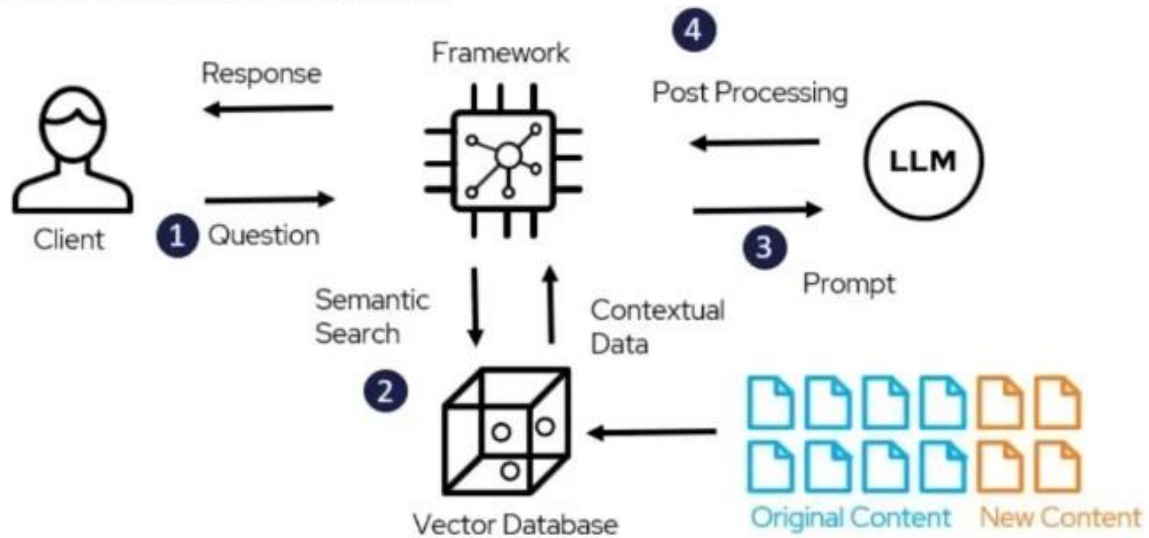 4
Framework
Response
Post Processing
LLM
Client
1 Question
3
Prompt
Semantic
Search
Contextual
Data
2
Vector Database
Original Content New Content